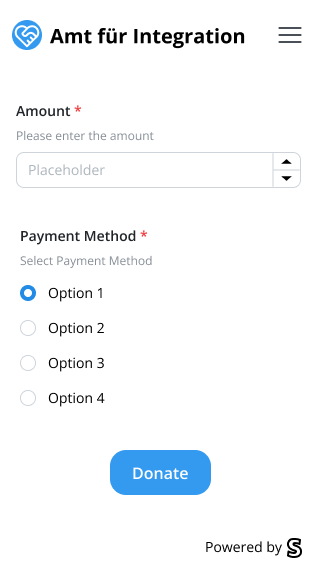 Amt für Integration
Amount *
Please enter the amount
Placeholder
Payment Method *
Select Payment Method
Option 1
Option 2
Option 3
Option 4
Donate
Powered by S